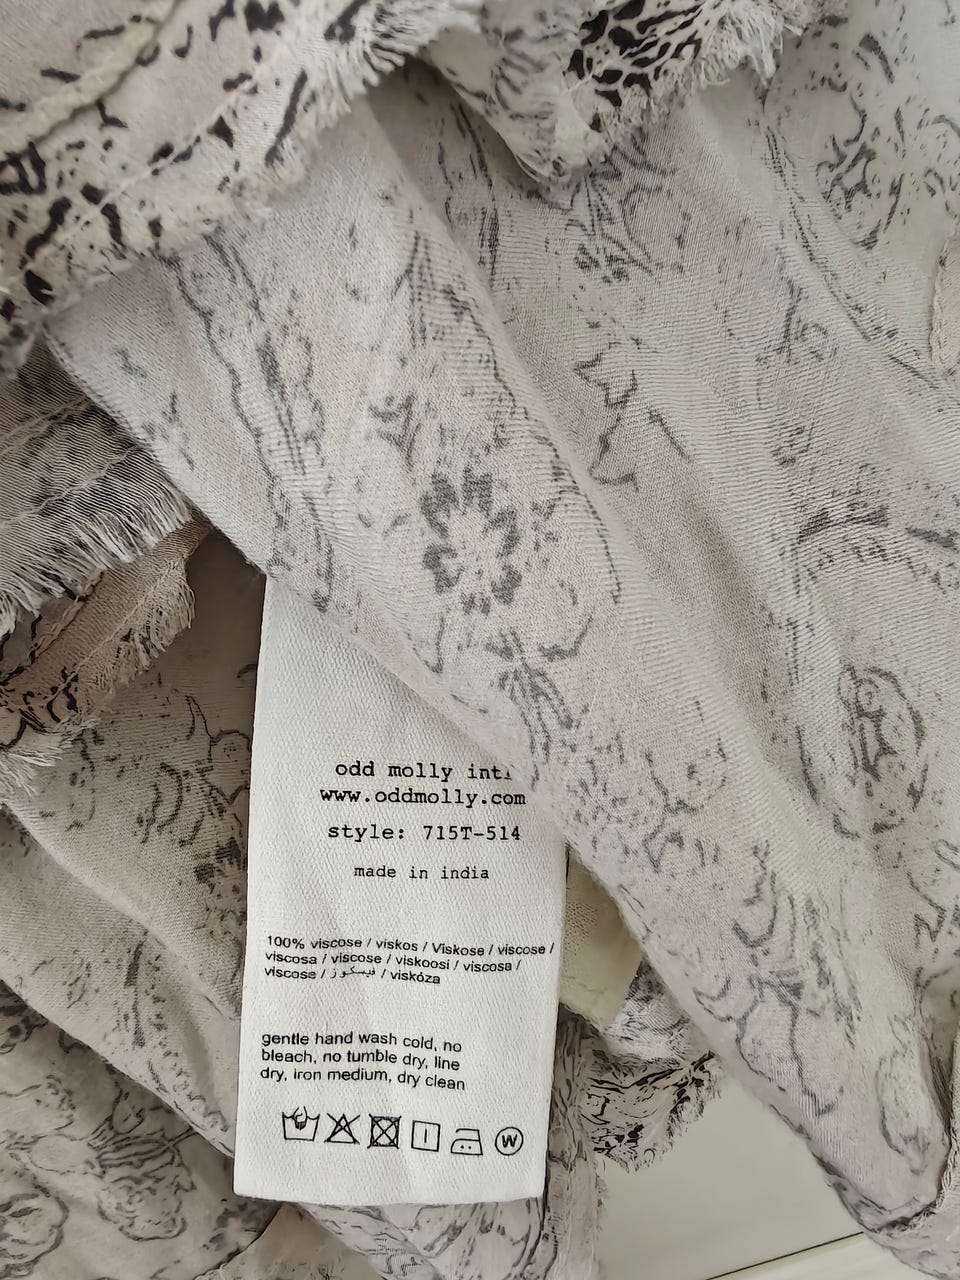 odd molly intl
www.oddmolly.com
style: 715T-514
made in india
100% viscose / viskos / Viskose / viscose /
viscosa / viscose / viskoosi / viscosa /
viscose / فيسكوز / viskóza
gentle hand wash cold, no
bleach, no tumble dry, line
dry, iron medium, dry clean
W